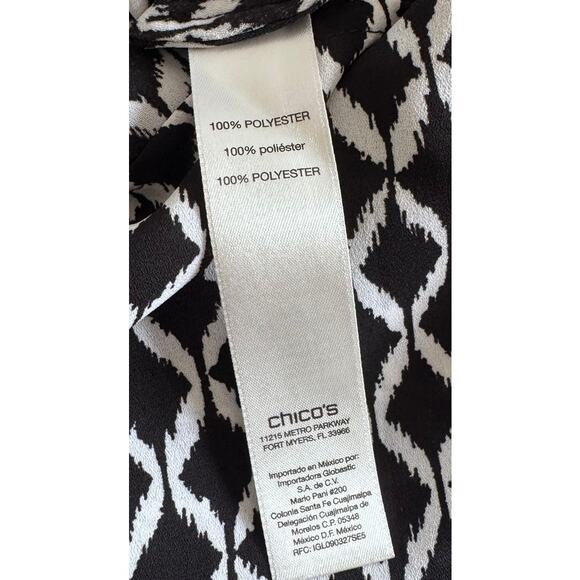 100% POLYESTER
100% poliéster
100% POLYESTER
chico's
11215 METRO PARKWAY
FORT MYERS, FL 33966
Importado en México por:
Importadora Globastic
S.A. de C.V.
Mario Pani #200
Colonia Santa Fe Cuajimalpa
Delegación Cuajimalpa de
Morelos C.P. 05348
México D.F. México
RFC: IGL090327SE5